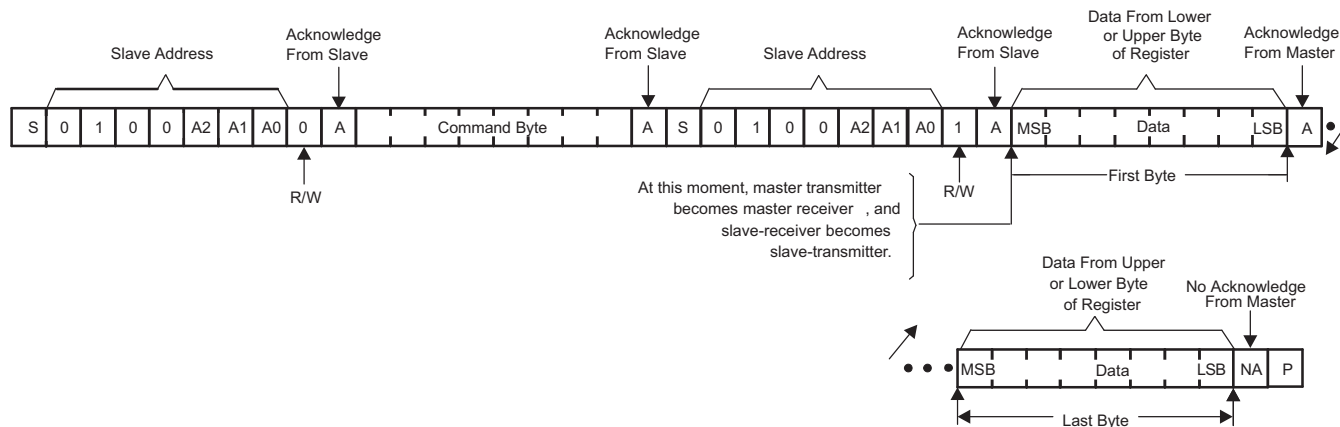 Slave Address
Acknowledge
From Slave
Acknowledge
From Slave
Slave Address
Acknowledge
From Slave
Data From Lower
or Upper Byte
of Register
Acknowledge
From Master
S 0 1 0 0 A2 A1 A0 0 A Command Byte A S 0 1 0 0 A2 A1 A0 1 A MSB Data LSB A
R/W
R/W
First Byte
At this moment, master transmitter
becomes master receiver , and
slave-receiver becomes
slave-transmitter.
Data From Upper
or Lower Byte
of Register
No Acknowledge
From Master
MSB Data LSB NA P
Last Byte